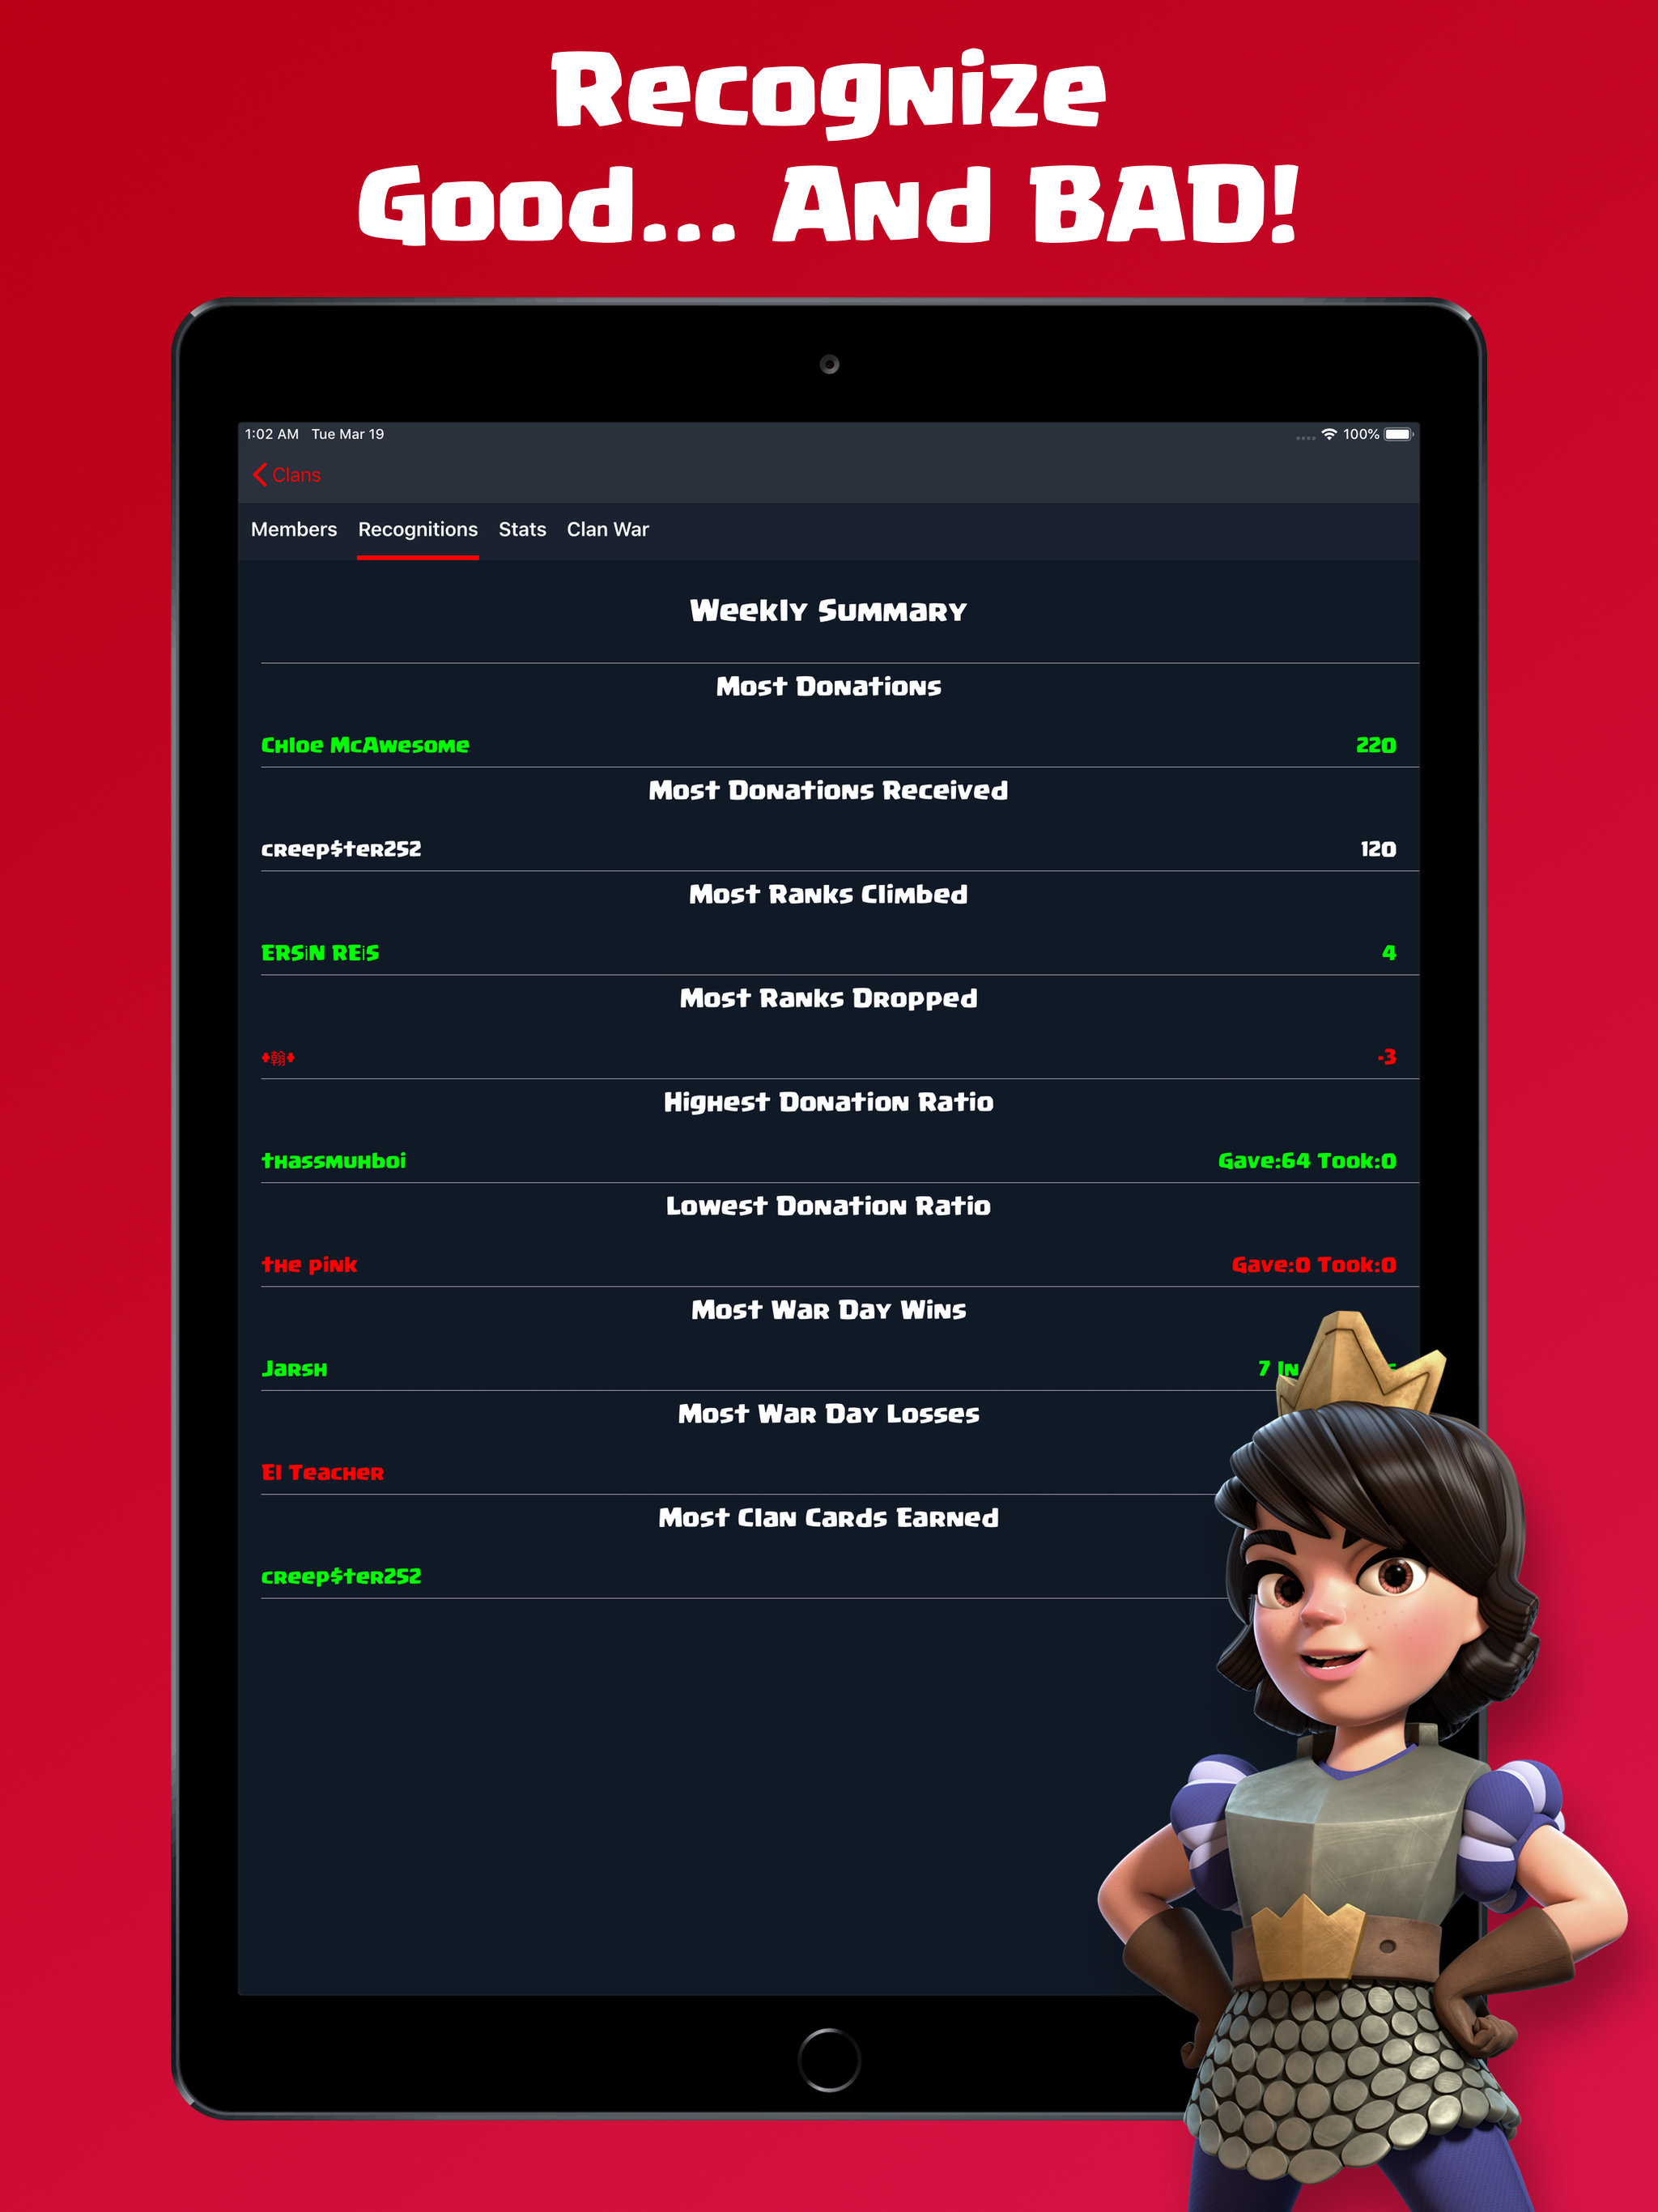 Recognize
Good... And BAD!
1:02 AM Tue Mar 19
100%
Clans
Members Recognitions Stats Clan War
Weekly Summary
Most Donations
Chloe McAwesome 220
Most Donations Received
creep$ter252 120
Most Ranks Climbed
ERSiN REiS 4
Most Ranks Dropped
♦翰♦ -3
Highest Donation Ratio
thassmuhboi Gave:64 Took:0
Lowest Donation Ratio
the pink Gave:0 Took:0
Most War Day Wins
Jarsh 7 In
Most War Day Losses
El Teacher
Most Clan Cards Earned
creep$ter252